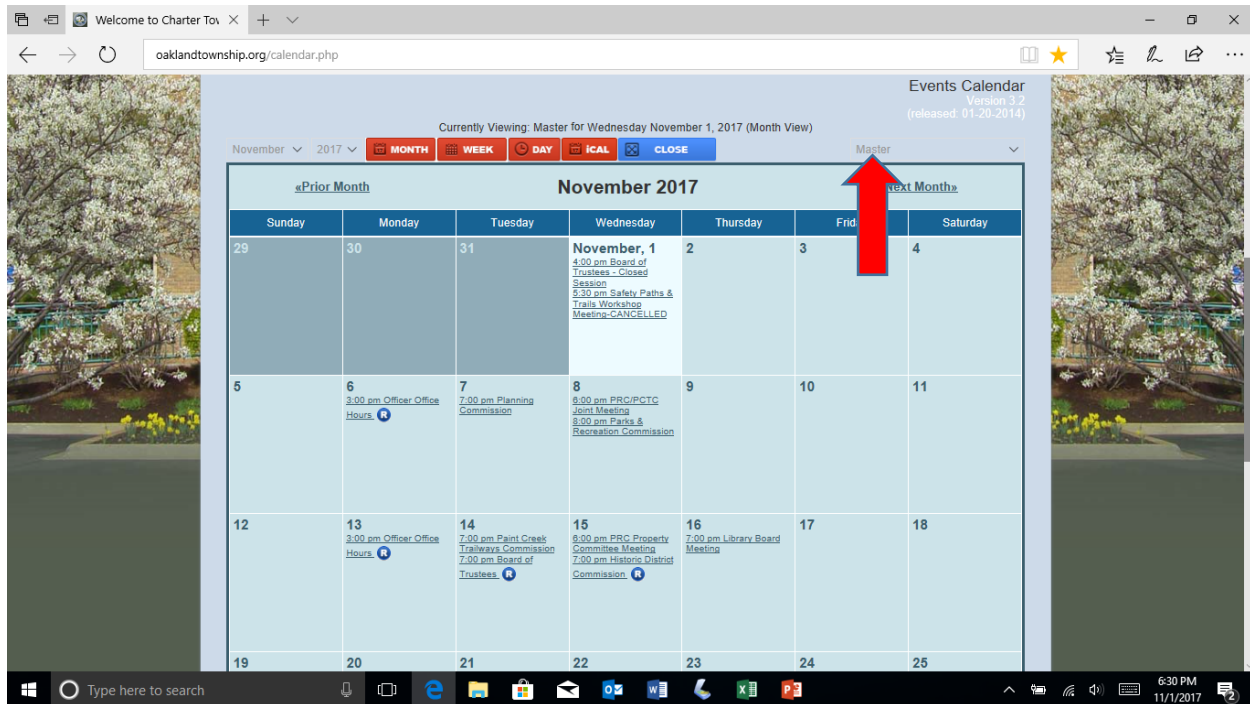 Welcome to Charter Tov
oaklandtownship.org/calendar.php
Events Calendar
Version 3.2
(released: 01-20-2014)
Currently Viewing: Master for Wednesday November 1, 2017 (Month View)
November 2017 MONTH WEEK DAY iCAL CLOSE Master
«Prior Month November 2017 ext Month»
Sunday Monday Tuesday Wednesday Thursday Frid Saturday
29 30 31 November, 1 2 3 4
4:00 pm Board of
Trustees - Closed
Session
5:30 pm Safety Paths &
Trails Workshop
Meeting-CANCELLED
5 6 7 8 9 10 11
3:00 pm Officer Office
Hours R
7:00 pm Planning
Commission
6:00 pm PRC/PCTC
Joint Meeting
8:00 pm Parks &
Recreation Commission
12 13 14 15 16 17 18
3:00 pm Officer Office
Hours R
7:00 pm Paint Creek
Trailways Commission
7:00 pm Board of
Trustees R
6:00 pm PRC Property
Committee Meeting
7:00 pm Historic District
Commission R
7:00 pm Library Board
Meeting
19 20 21 22 23 24 25
Type here to search
6:30 PM
11/1/2017
2